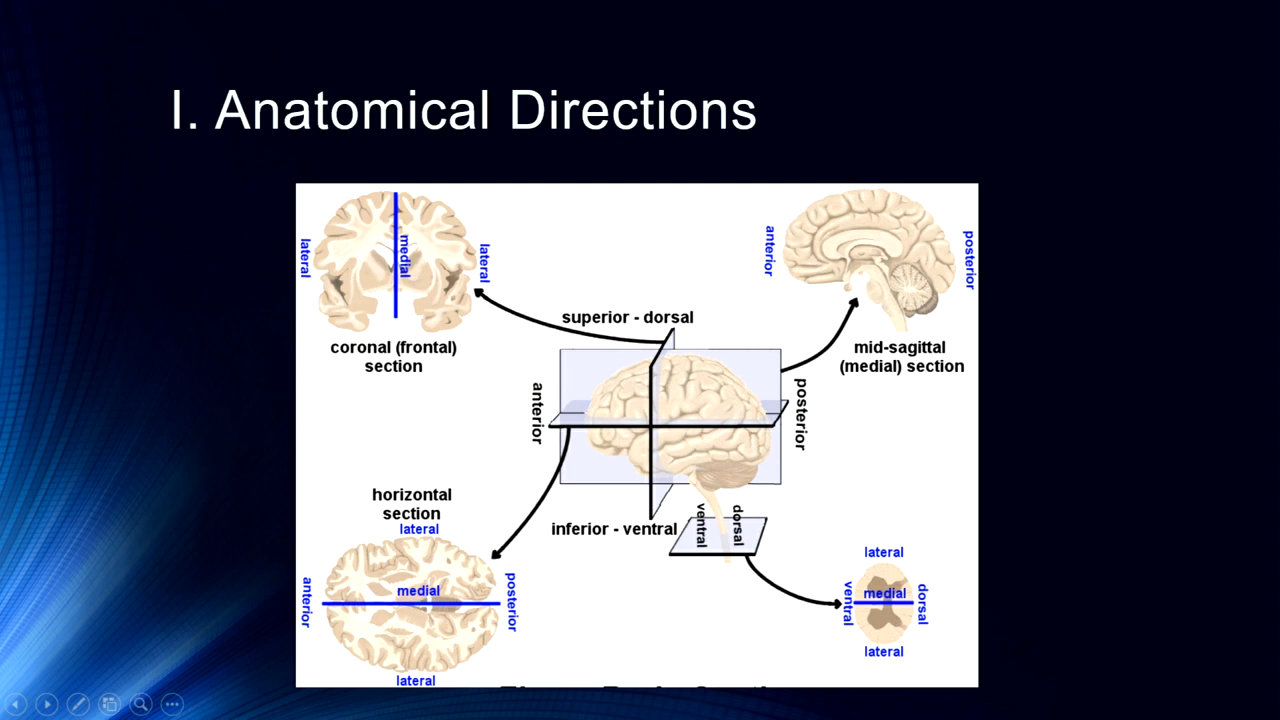 I. Anatomical Directions
lateral
medial
lateral
coronal (frontal)
section
superior - dorsal
anterior
posterior
mid-sagittal
(medial) section
anterior
posterior
inferior - ventral
ventral
dorsal
horizontal
section
lateral
anterior
medial
posterior
lateral
lateral
ventral
medial
dorsal
lateral